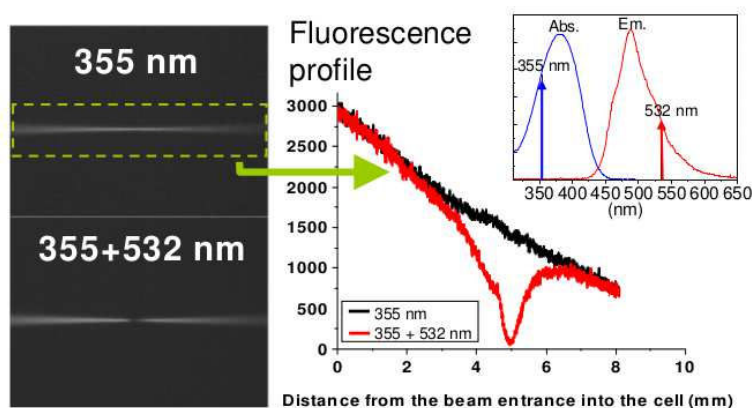 355 nm
355+532 nm
Fluorescence
profile
3000
2500
2000
1500
1000
500
0
0 2 4 6 8 10
355 nm
355 + 532 nm
Distance from the beam entrance into the cell (mm)
Abs. Em.
355 nm
532 nm
350 400 450 500 550 600 650
(nm)